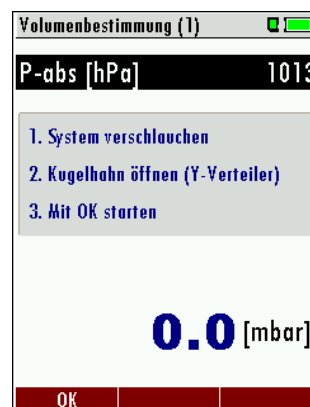 Volumenbestimmung (1)
P-abs [hPa] 1013
1. System verschlauchen
2. Kugelhahn öffnen (Y-Verteiler)
3. Mit OK starten
0.0 [mbar]
OK